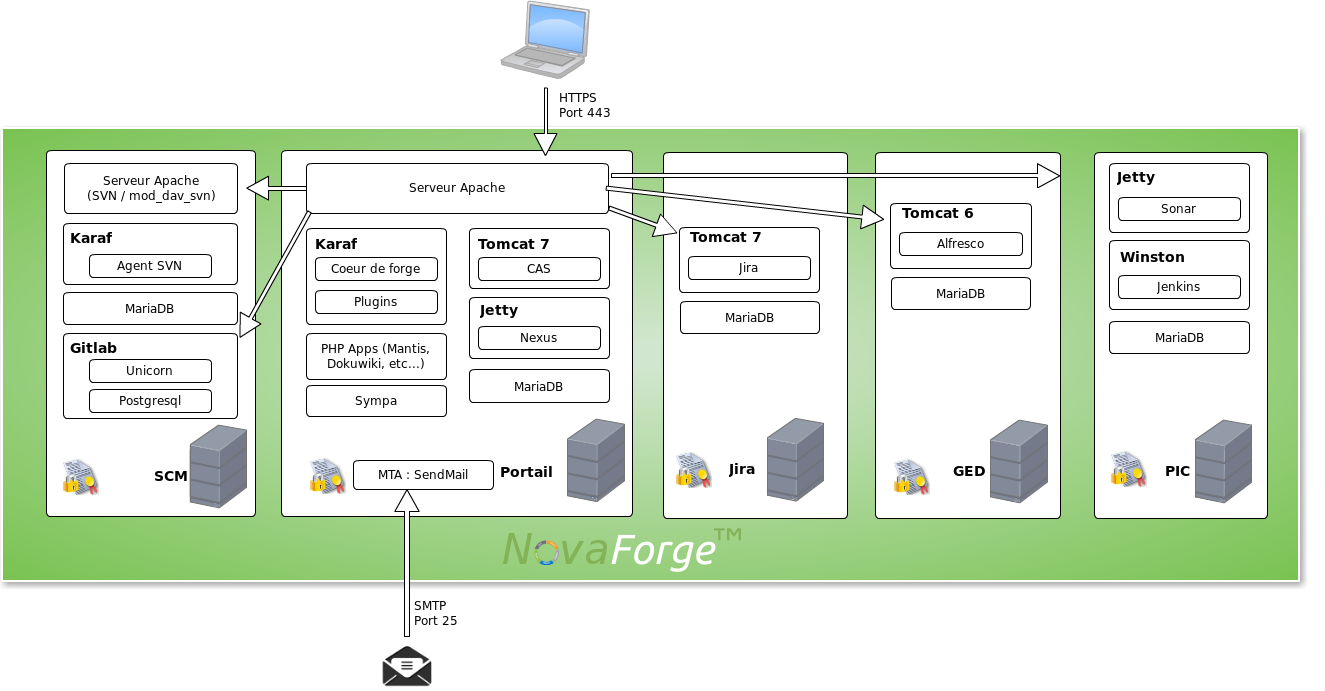 HTTPS
Port 443
Serveur Apache
(SVN / mod_dav_svn)
Karaf
Agent SVN
MariaDB
Gitlab
Unicorn
Postgresql
SCM
Serveur Apache
Karaf
Coeur de forge
Plugins
PHP Apps (Mantis,
Dokuwiki, etc...)
Sympa
Tomcat 7
CAS
Jetty
Nexus
MariaDB
MTA : SendMail
Portail
Tomcat 7
Jira
MariaDB
Jira
Tomcat 6
Alfresco
MariaDB
GED
Jetty
Sonar
Winston
Jenkins
MariaDB
PIC
NovaForge™
SMTP
Port 25